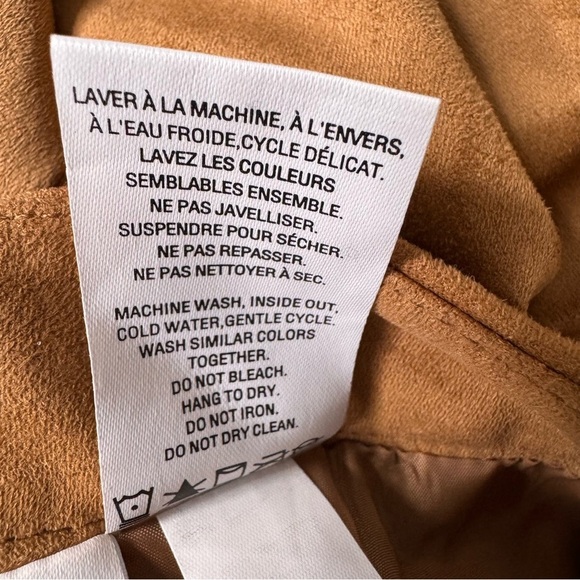 LAVER À LA MACHINE, À L'ENVERS,
À L'EAU FROIDE,CYCLE DÉLICAT.
LAVEZ LES COULEURS
SEMBLABLES ENSEMBLE.
NE PAS JAVELLISER.
SUSPENDRE POUR SÉCHER.
NE PAS REPASSER.
NE PAS NETTOYER À SEC.
MACHINE WASH, INSIDE OUT,
COLD WATER,GENTLE CYCLE.
WASH SIMILAR COLORS
TOGETHER.
DO NOT BLEACH.
HANG TO DRY.
DO NOT IRON.
DO NOT DRY CLEAN.